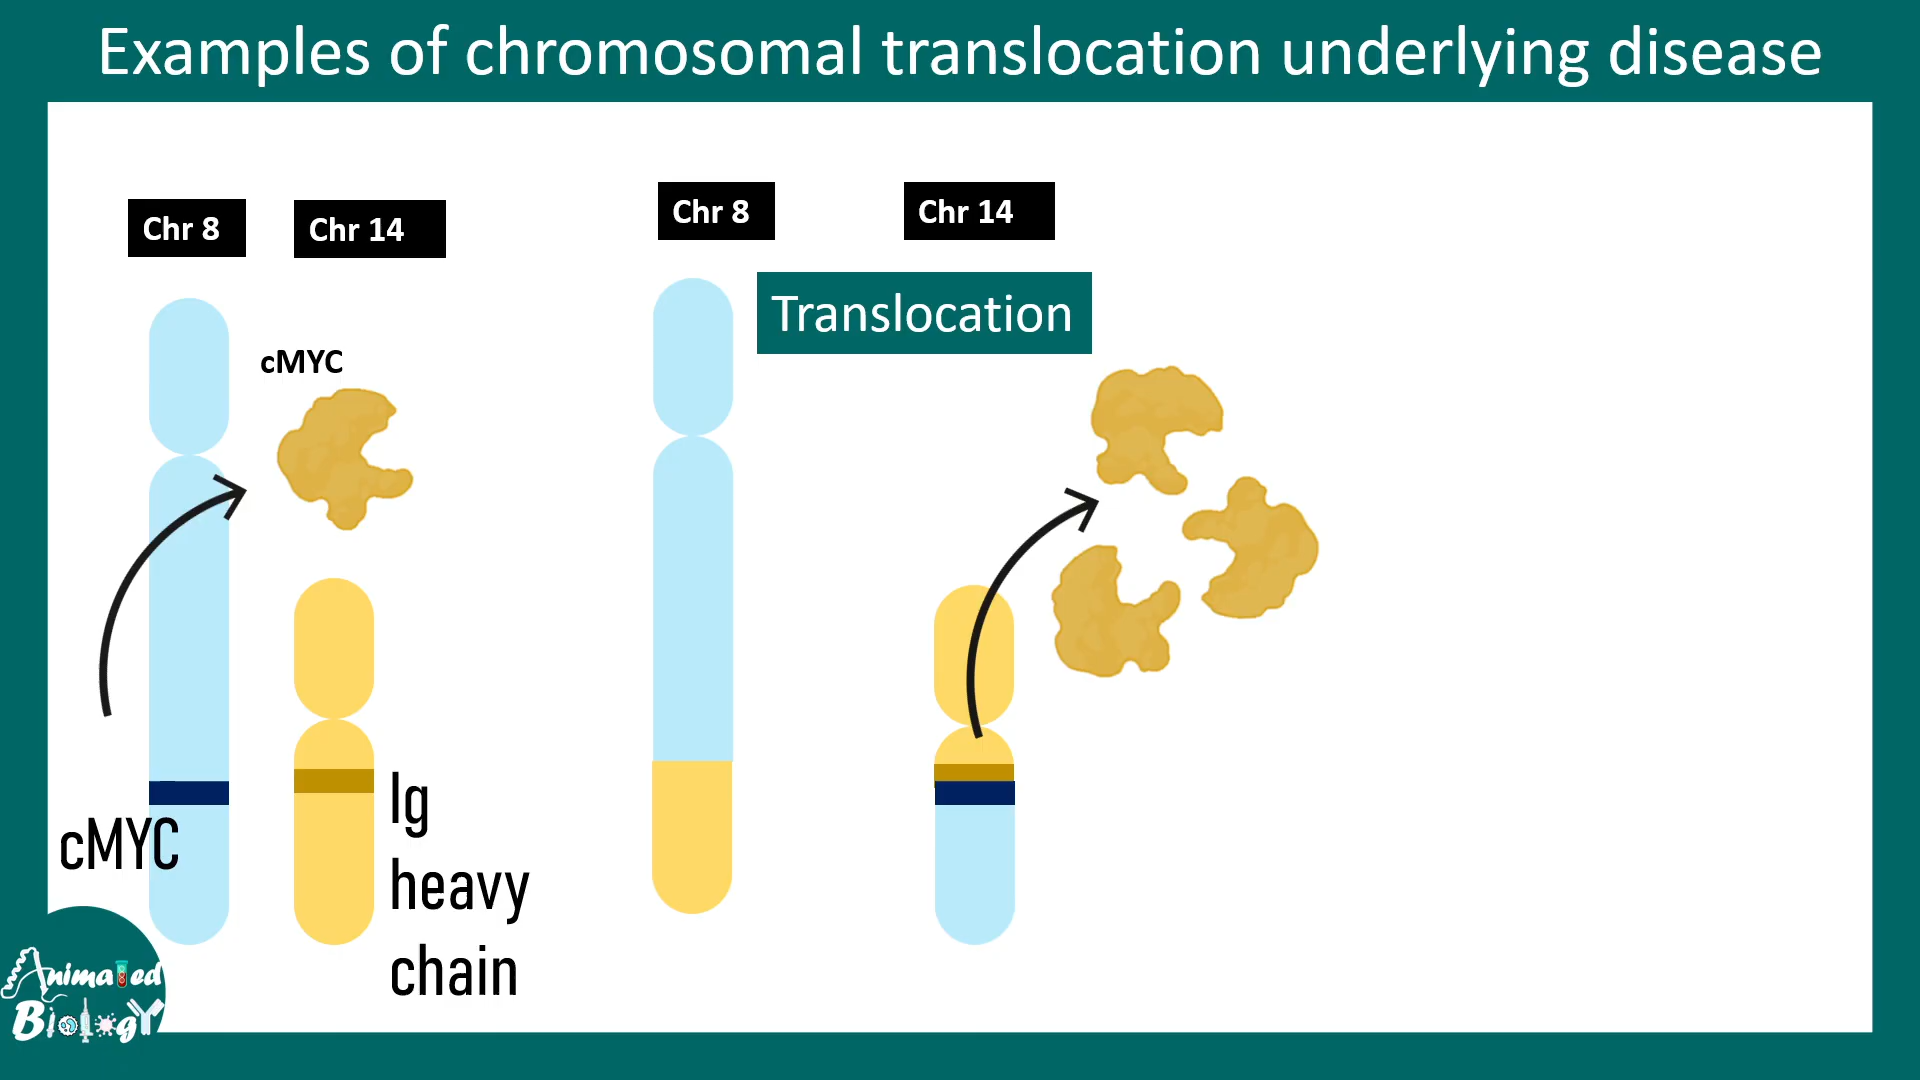 Examples of chromosomal translocation underlying disease
Chr 8
Chr 14
Chr 8
Chr 14
Translocation
cMYC
cMYC
Ig
heavy
chain
Animated
Biology